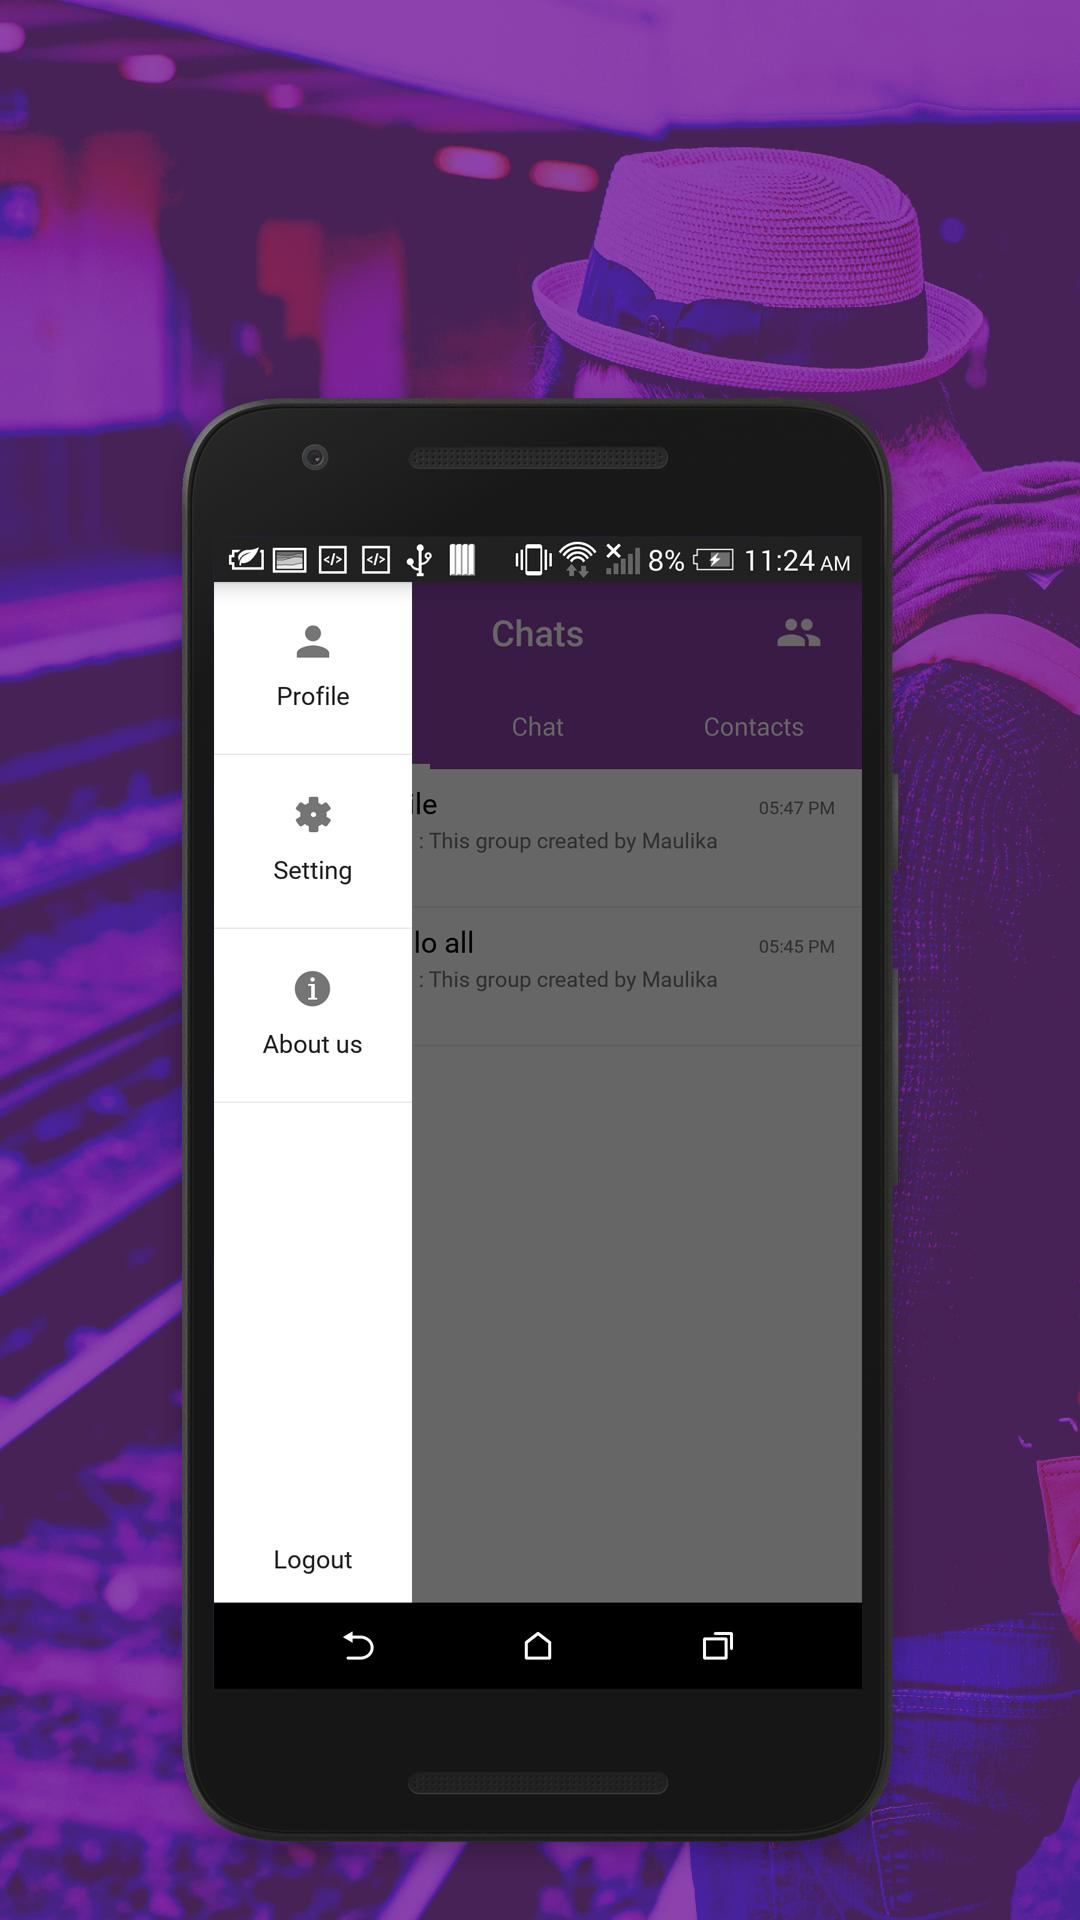 8% 11:24 AM
Profile
Setting
About us
Logout
Chats
Chat Contacts
ile 05:47 PM
: This group created by Maulika
lo all 05:45 PM
: This group created by Maulika